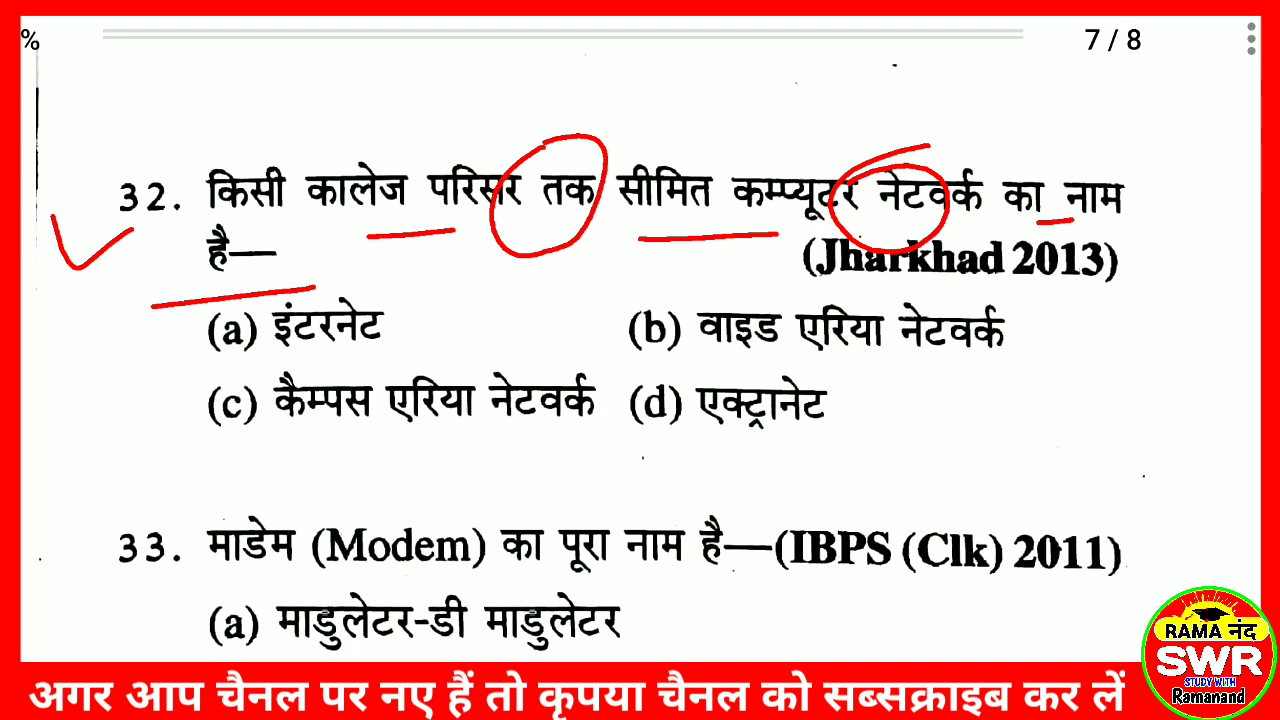 %
7 / 8
32. किसी कालेज परिसर तक सीमित कम्प्यूटर नेटवर्क का नाम
है— (Jharkhad 2013)
(a) इंटरनेट (b) वाइड एरिया नेटवर्क
(c) कैम्पस एरिया नेटवर्क (d) एक्ट्रानेट
33. माडेम (Modem) का पूरा नाम है—(IBPS (Clk) 2011)
(a) माडुलेटर-डी माडुलेटर
RAMA नंद
SWR
STUDY WITH
Ramanand
अगर आप चैनल पर नए हैं तो कृपया चैनल को सब्सक्राइब कर लें